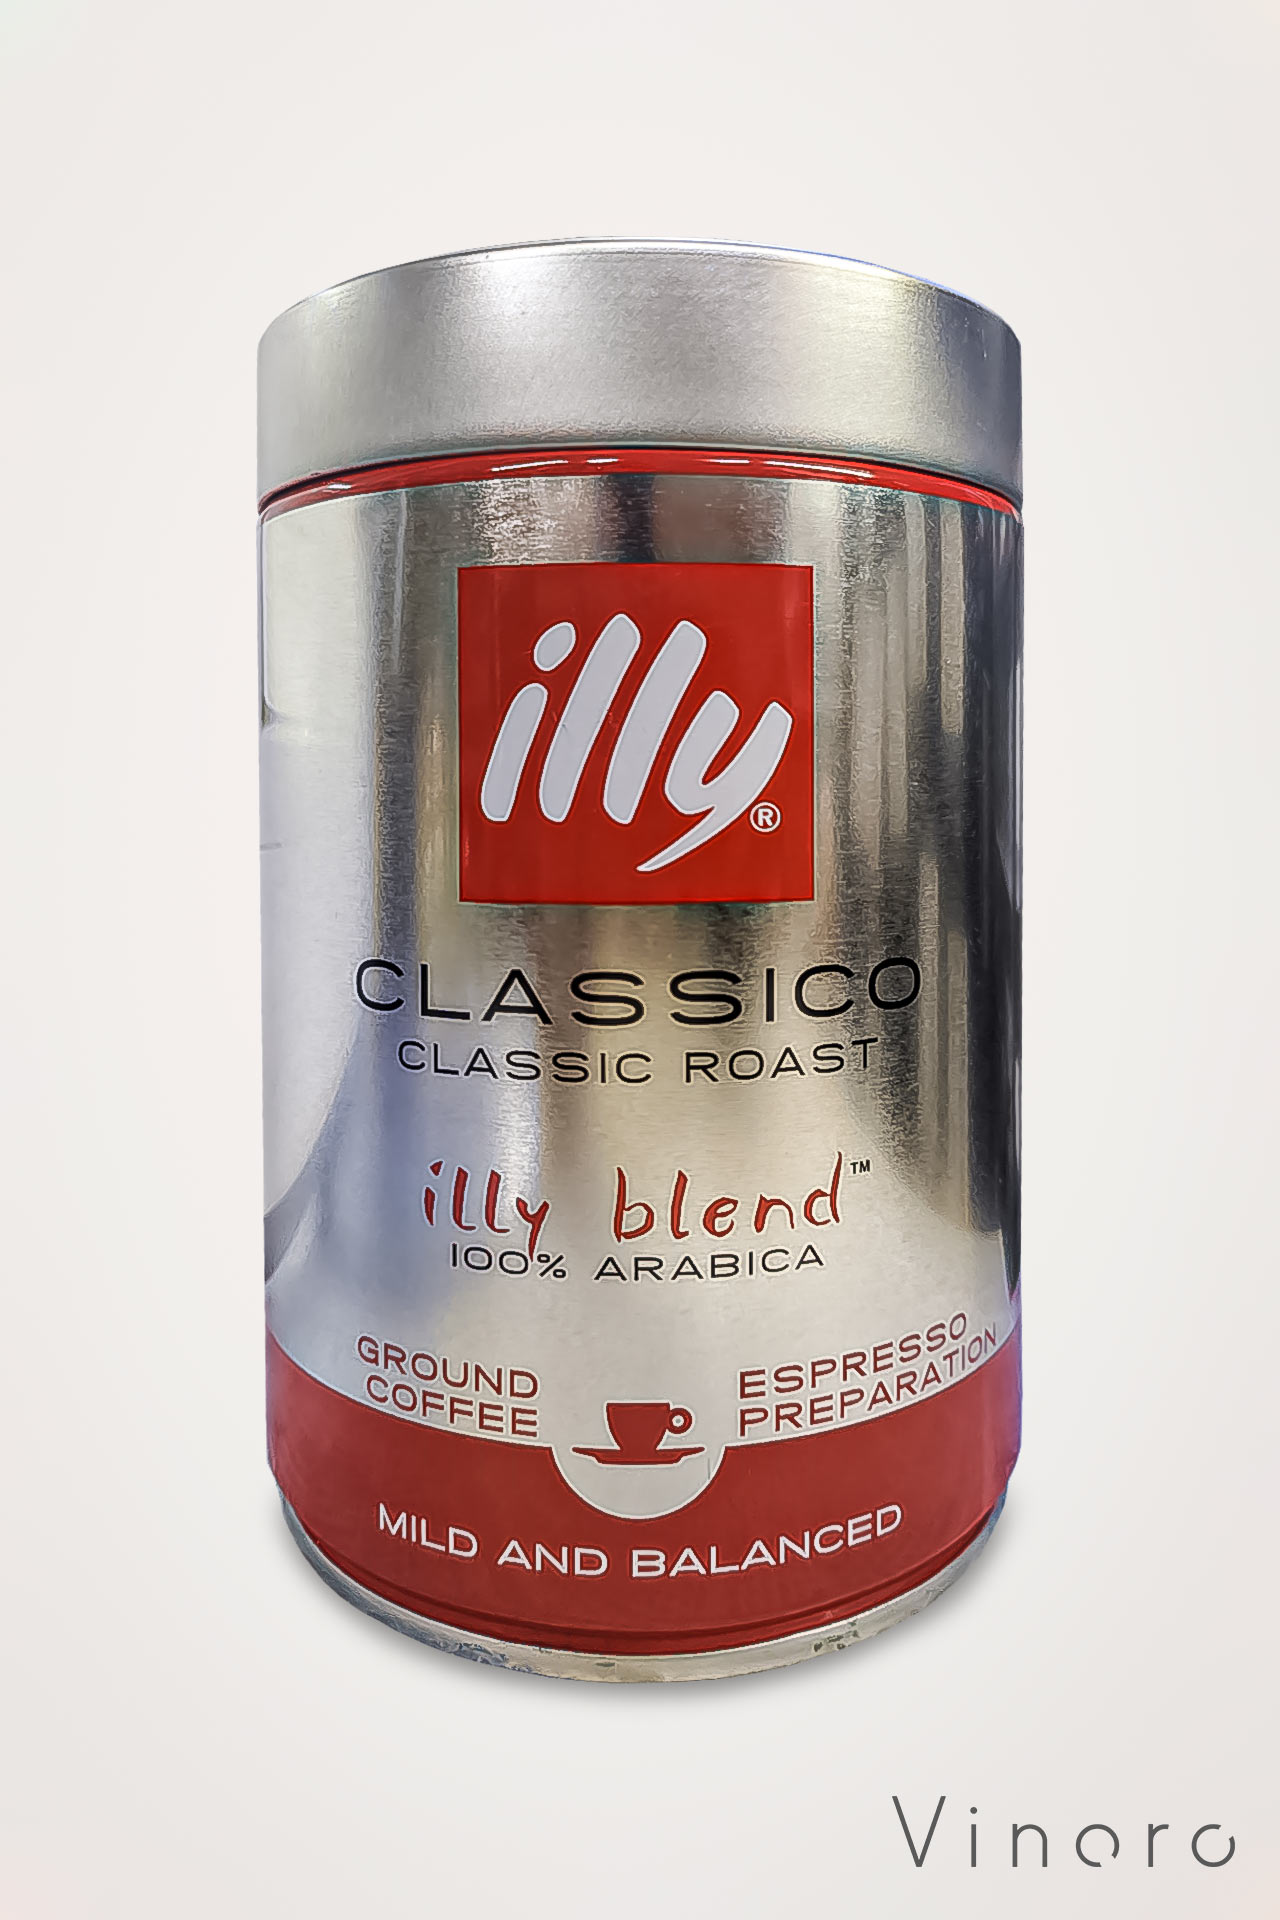 illy®
CLASSICO
CLASSIC ROAST
illy blend™
100% ARABICA
GROUND
COFFEE
ESPRESSO
PREPARATION
MILD AND BALANCED
Vinoro